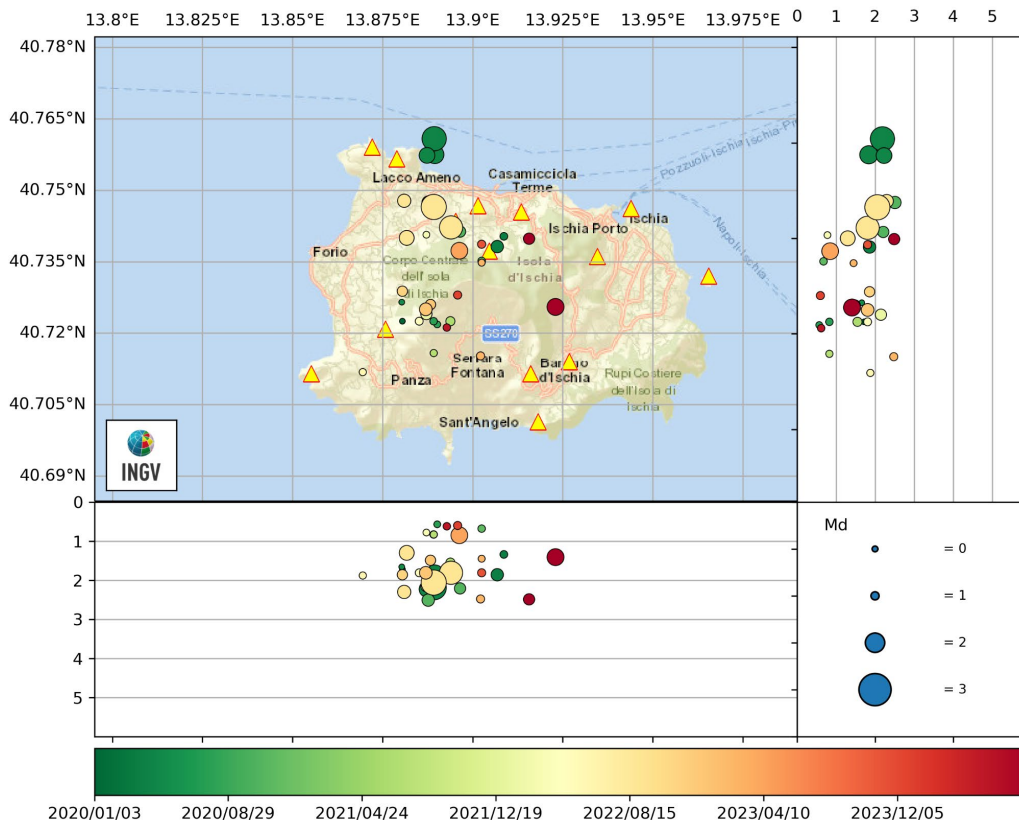 13.8°E 13.825°E 13.85°E 13.875°E 13.9°E 13.925°E 13.95°E 13.975°E 0 1 2 3 4 5
40.78°N
40.765°N
40.75°N
40.735°N
40.72°N
40.705°N
40.69°N
Pozzuoli-Ischia
Napoli-Ischia
Lacco Ameno
Casamicciola
Terme
Ischia
Ischia Porto
Forio
Corpo Centrale
dell'Isola
di Ischia
Isola
d'Ischia
SS270
Serrara
Fontana
Barano
d'Ischia
Panza
Rupi Costiere
dell'Isola di
ischia
Sant'Angelo
INGV
0
1
2
3
4
5
Md
= 0
= 1
= 2
= 3
2020/01/03 2020/08/29 2021/04/24 2021/12/19 2022/08/15 2023/04/10 2023/12/05